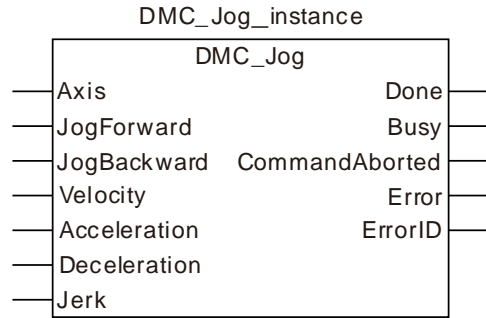 DMC_Jog_instance
DMC_Jog
Axis Done
JogForward Busy
JogBackward CommandAborted
Velocity Error
Acceleration ErrorID
Deceleration
Jerk